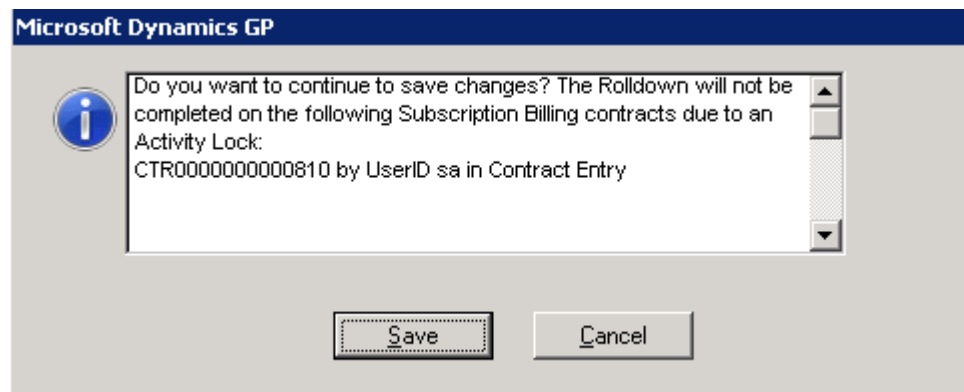 Microsoft Dynamics GP
Do you want to continue to save changes? The Rolldown will not be
completed on the following Subscription Billing contracts due to an
Activity Lock:
CTR0000000000810 by UserID sa in Contract Entry
Save
Cancel